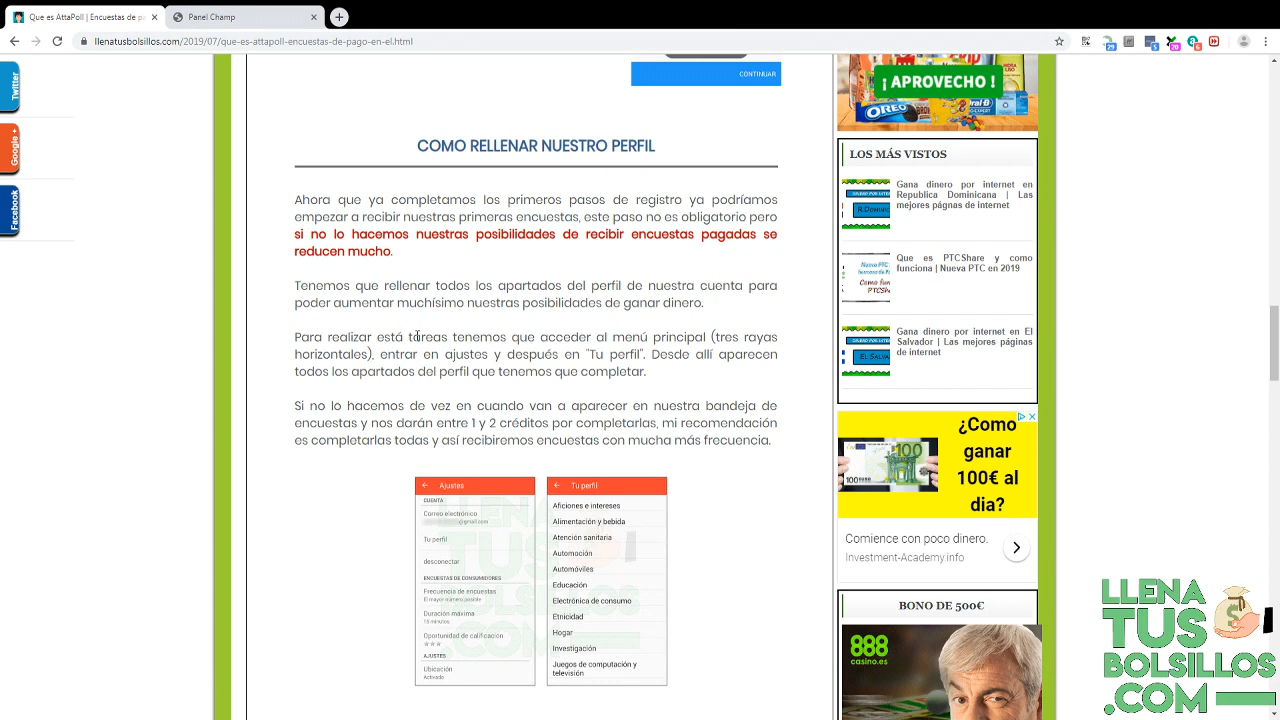 Que es AttaPoll | Encuestas de pa
Panel Champ
llenatusbolsillos.com/2019/07/que-es-attapoll-encuestas-de-pago-en-el.html
29
5
20
6
Twitter
Google +
Facebook
CONTINUAR
COMO RELLENAR NUESTRO PERFIL
Ahora que ya completamos los primeros pasos de registro ya podríamos
empezar a recibir nuestras primeras encuestas, este paso no es obligatorio pero
si no lo hacemos nuestras posibilidades de recibir encuestas pagadas se
reducen mucho.
Tenemos que rellenar todos los apartados del perfil de nuestra cuenta para
poder aumentar muchísimo nuestras posibilidades de ganar dinero.
Para realizar está tareas tenemos que acceder al menú principal (tres rayas
horizontales), entrar en ajustes y después en "Tu perfil". Desde allí aparecen
todos los apartados del perfil que tenemos que completar.
Si no lo hacemos de vez en cuando van a aparecer en nuestra bandeja de
encuestas y nos darán entre 1 y 2 créditos por completarlas, mi recomendación
es completarlas todas y así recibiremos encuestas con mucha más frecuencia.
Ajustes
CUENTA
Correo electrónico
@gmail.com
Tu perfil
desconectar
ENCUESTAS DE CONSUMIDORES
Frecuencia de encuestas
El mayor número posible
Duración máxima
15 minutos
Oportunidad de calificación
AJUSTES
Ubicación
Activado
Tu perfil
Aficiones e intereses
Alimentación y bebida
Atención sanitaria
Automoción
Automóviles
Educación
Electrónica de consumo
Etnicidad
Hogar
Investigación
Juegos de computación y
televisión
¡ APROVECHO !
OREO
Oral-B
LOS MÁS VISTOS
Gana dinero por internet en
Republica Dominicana | Las
mejores págnas de internet
Que es PTCShare y como
funciona | Nueva PTC en 2019
Gana dinero por internet en El
Salvador | Las mejores páginas
de internet
¿Como
ganar
100€ al
dia?
Comience con poco dinero.
Investment-Academy.info
BONO DE 500€
888
casino.es
LLENA
TUS
BOLSILLOS
.COM